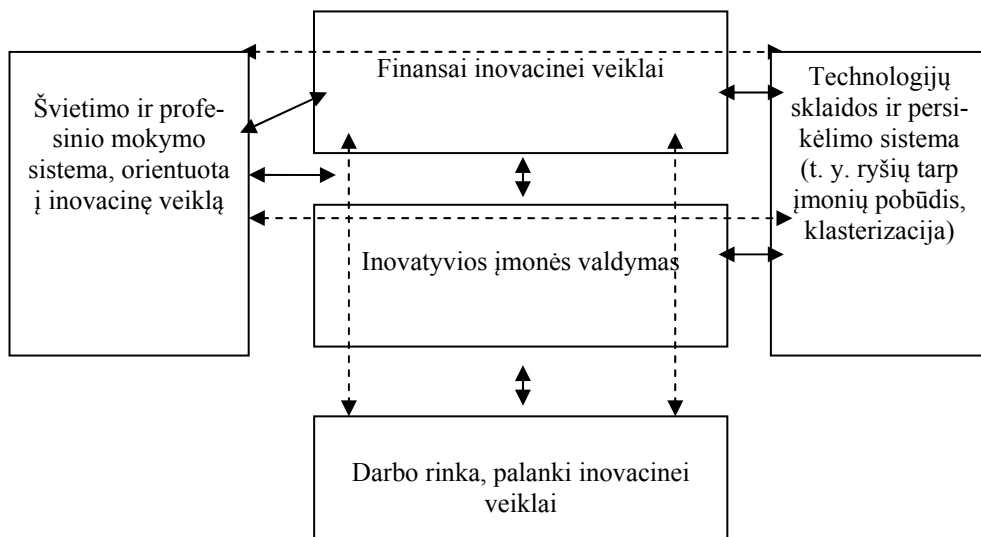 Švietimo ir profe-
sinio mokymo
sistema, orientuota
į inovacinę veiklą
Finansai inovacinei veiklai
Technologijų
sklaidos ir persi-
kėlimo sistema
(t. y. ryšių tarp
įmonių pobūdis,
klasterizacija)
Inovatyvios įmonės valdymas
Darbo rinka, palanki inovacinei
veiklai